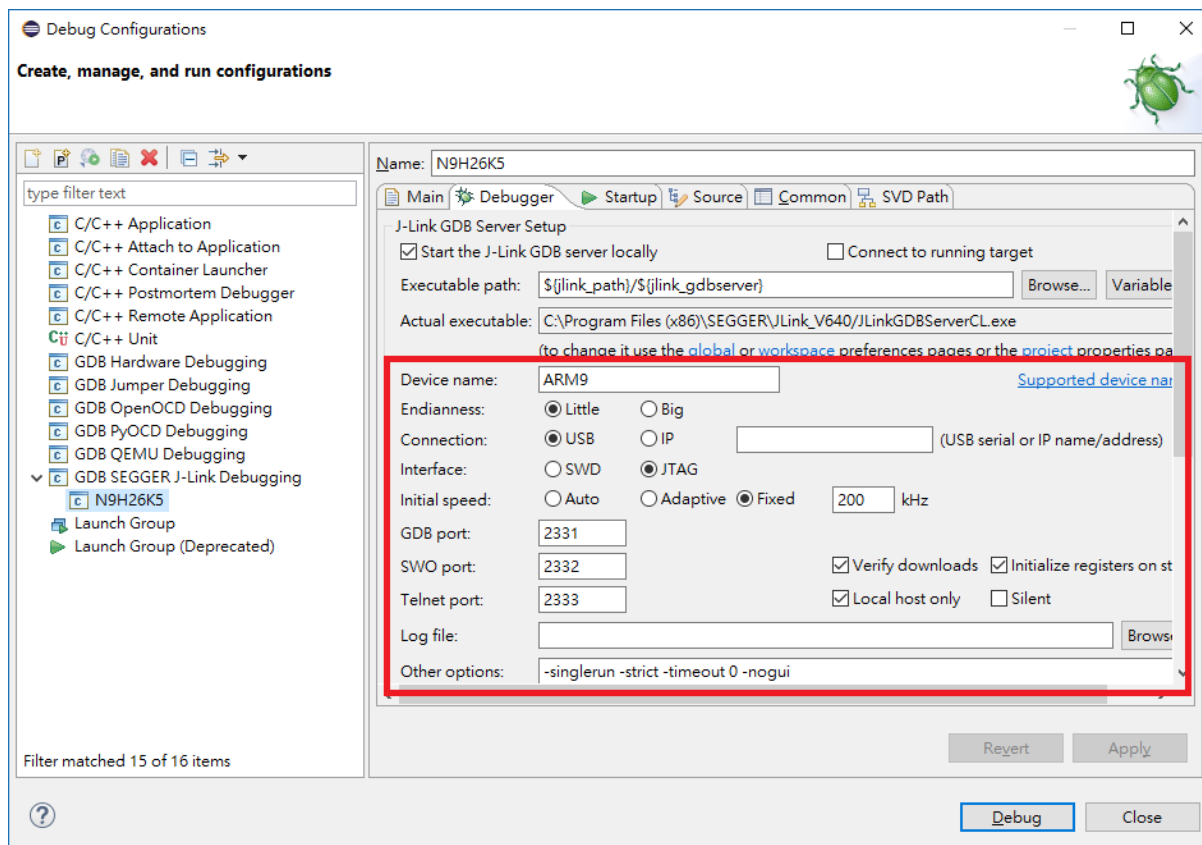 Debug Configurations
Create, manage, and run configurations
type filter text
C/C++ Application
C/C++ Attach to Application
C/C++ Container Launcher
C/C++ Postmortem Debugger
C/C++ Remote Application
C/C++ Unit
GDB Hardware Debugging
GDB Jumper Debugging
GDB OpenOCD Debugging
GDB PyOCD Debugging
GDB QEMU Debugging
GDB SEGGER J-Link Debugging
N9H26K5
Launch Group
Launch Group (Deprecated)
Filter matched 15 of 16 items
Name: N9H26K5
Main Debugger Startup Source Common SVD Path
J-Link GDB Server Setup
Start the J-Link GDB server locally Connect to running target
Executable path: ${jlink_path}/${jlink_gdbserver} Browse... Variable
Actual executable: C:\Program Files (x86)\SEGGER\JLink_V640/JLinkGDBServerCL.exe
(to change it use the global or workspace preferences pages or the project properties pa
Device name: ARM9 Supported device nar
Endianness: Little Big
Connection: USB IP (USB serial or IP name/address)
Interface: SWD JTAG
Initial speed: Auto Adaptive Fixed 200 kHz
GDB port: 2331
SWO port: 2332 Verify downloads Initialize registers on st
Telnet port: 2333 Local host only Silent
Log file: Brows
Other options: -singlerun -strict -timeout 0 -nogui
Revert Apply
Debug Close